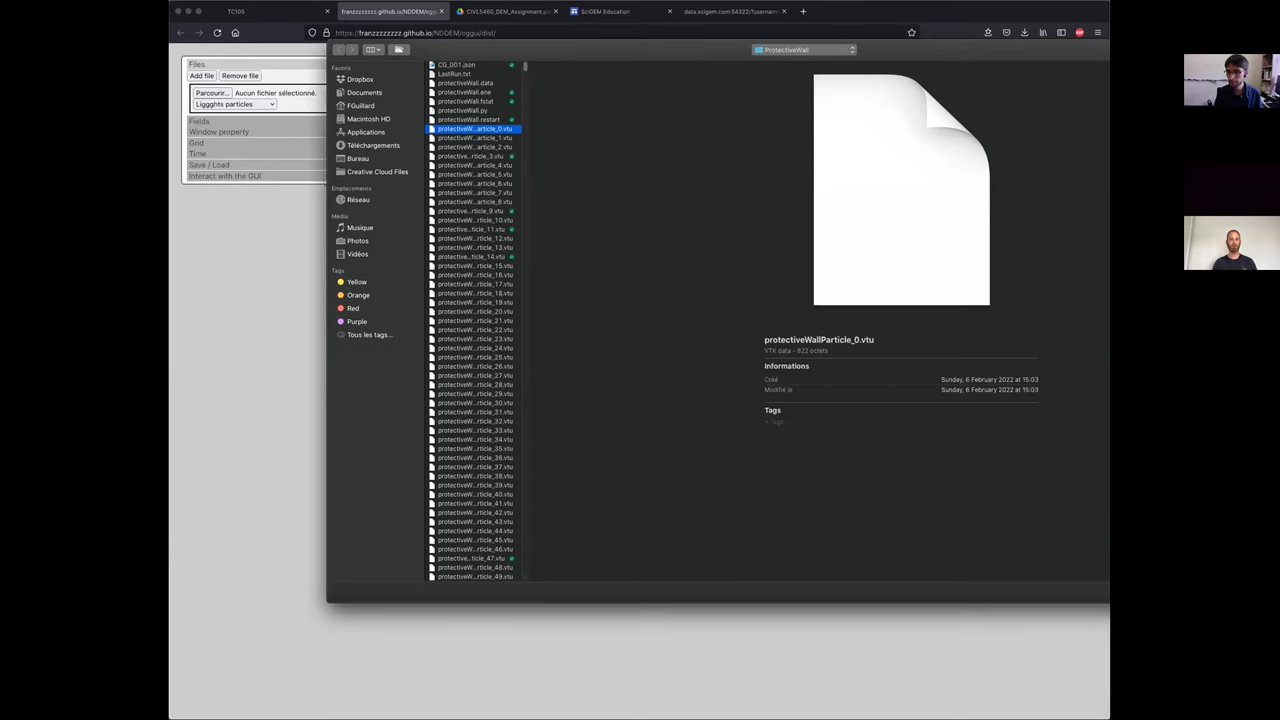 TC105
franzzzzzzzz.github.io/NDDEM/cgg
CIVL5460_DEM_Assignment.p
SciGEM Education
data.scigem.com:54322/?usernam
https://franzzzzzzzz.github.io/NDDEM/cggui/dist/
Files
Add file
Remove file
Parcourir...
Aucun fichier sélectionné.
Liggghts particles
Fields
Window property
Grid
Time
Save / Load
Interact with the GUI
ProtectiveWall
Favoris
Dropbox
Documents
FGuillard
Macintosh HD
Applications
Téléchargements
Bureau
Creative Cloud Files
Emplacements
Réseau
Média
Musique
Photos
Vidéos
Tags
Yellow
Orange
Red
Purple
Tous les tags...
CG_001.json
LastRun.txt
protectiveWall.data
protectiveWall.ene
protectiveWall.fstat
protectiveWall.py
protectiveWall.restart
protectiveW...article_0.vtu
protectiveW...article_1.vtu
protectiveW...article_2.vtu
protective...rticle_3.vtu
protectiveW...article_4.vtu
protectiveW...article_5.vtu
protectiveW...article_6.vtu
protectiveW...article_7.vtu
protectiveW...article_8.vtu
protective...rticle_9.vtu
protectiveW...rticle_10.vtu
protective...ticle_11.vtu
protectiveW...rticle_12.vtu
protectiveW...rticle_13.vtu
protective...ticle_14.vtu
protectiveW...rticle_15.vtu
protectiveW...rticle_16.vtu
protectiveW...rticle_17.vtu
protectiveW...rticle_18.vtu
protectiveW...rticle_19.vtu
protectiveW...rticle_20.vtu
protectiveW...rticle_21.vtu
protectiveW...rticle_22.vtu
protectiveW...rticle_23.vtu
protectiveW...rticle_24.vtu
protectiveW...rticle_25.vtu
protectiveW...rticle_26.vtu
protectiveW...rticle_27.vtu
protectiveW...rticle_28.vtu
protectiveW...rticle_29.vtu
protectiveW...rticle_30.vtu
protectiveW...rticle_31.vtu
protectiveW...rticle_32.vtu
protectiveW...rticle_33.vtu
protectiveW...rticle_34.vtu
protectiveW...rticle_35.vtu
protectiveW...rticle_36.vtu
protectiveW...rticle_37.vtu
protectiveW...rticle_38.vtu
protectiveW...rticle_39.vtu
protectiveW...rticle_40.vtu
protectiveW...rticle_41.vtu
protectiveW...rticle_42.vtu
protectiveW...rticle_43.vtu
protectiveW...rticle_44.vtu
protectiveW...rticle_45.vtu
protectiveW...rticle_46.vtu
protective...ticle_47.vtu
protectiveW...rticle_48.vtu
protectiveW...rticle_49.vtu
protectiveWallParticle_0.vtu
VTK data - 822 octets
Informations
Créé
Sunday, 6 February 2022 at 15:03
Modifié le
Sunday, 6 February 2022 at 15:03
Tags
+ Tags...